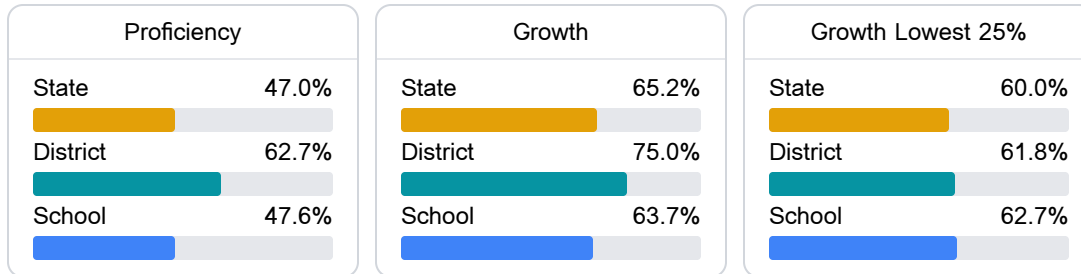 Proficiency
State 47.0%
District 62.7%
School 47.6%
Growth
State 65.2%
District 75.0%
School 63.7%
Growth Lowest 25%
State 60.0%
District 61.8%
School 62.7%